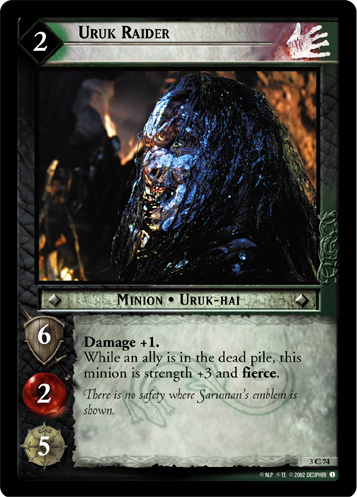 2
URUK RAIDER
MINION • URUK-HAI
6
Damage +1.
While an ally is in the dead pile, this
minion is strength +3 and fierce.
2
There is no safety where Saruman's emblem is
shown.
5
3 C 74
© NLP © TE © 2002 DECIPHER